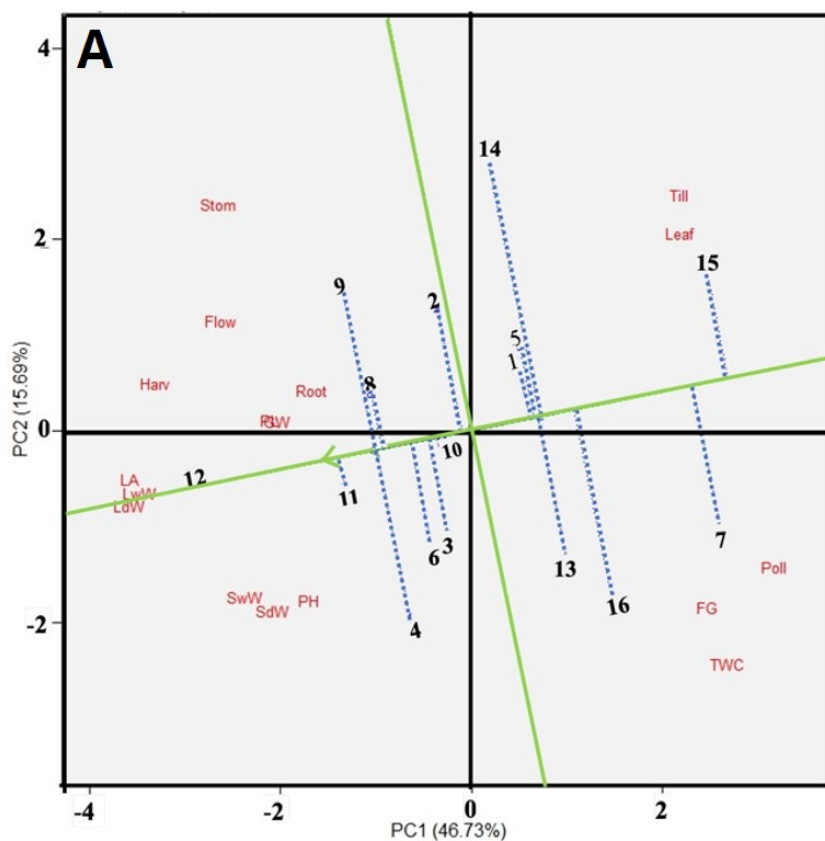 A
4
14
Till
Stom
Leaf
2
15
9
2
Flow
5
1
Harv
8
Root
GW
0
10
LA
12
LwW
LdW
11
6
3
7
13
Poll
SwW
PH
16
FG
SdW
-2
4
TWC
-4
-2
0
2
PC1 (46.73%)
PC2 (15.69%)